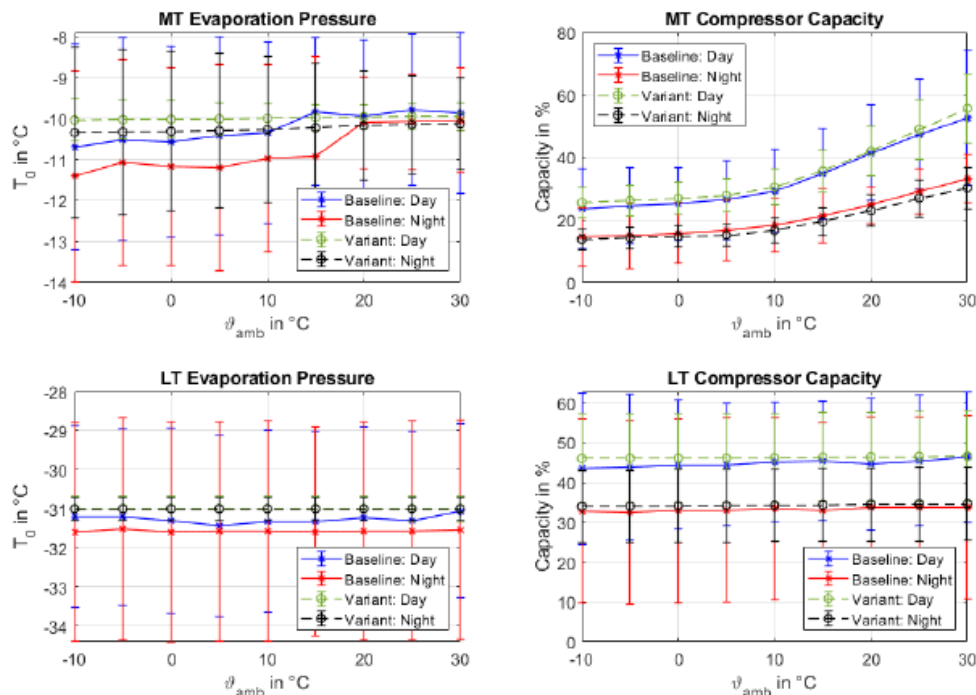 MT Evaporation Pressure
-8
-9
-10
-11
-12
-13
-14
T0 in °C
Baseline: Day
Baseline: Night
Variant: Day
Variant: Night
-10
0
10
20
30
ϑamb in °C
MT Compressor Capacity
80
60
40
20
0
Capacity in %
Baseline: Day
Baseline: Night
Variant: Day
Variant: Night
-10
0
10
20
30
ϑamb in °C
LT Evaporation Pressure
-28
-29
-30
-31
-32
-33
-34
T0 in °C
Baseline: Day
Baseline: Night
Variant: Day
Variant: Night
-10
0
10
20
30
ϑamb in °C
LT Compressor Capacity
60
50
40
30
20
10
0
Capacity in %
Baseline: Day
Baseline: Night
Variant: Day
Variant: Night
-10
0
10
20
30
ϑamb in °C